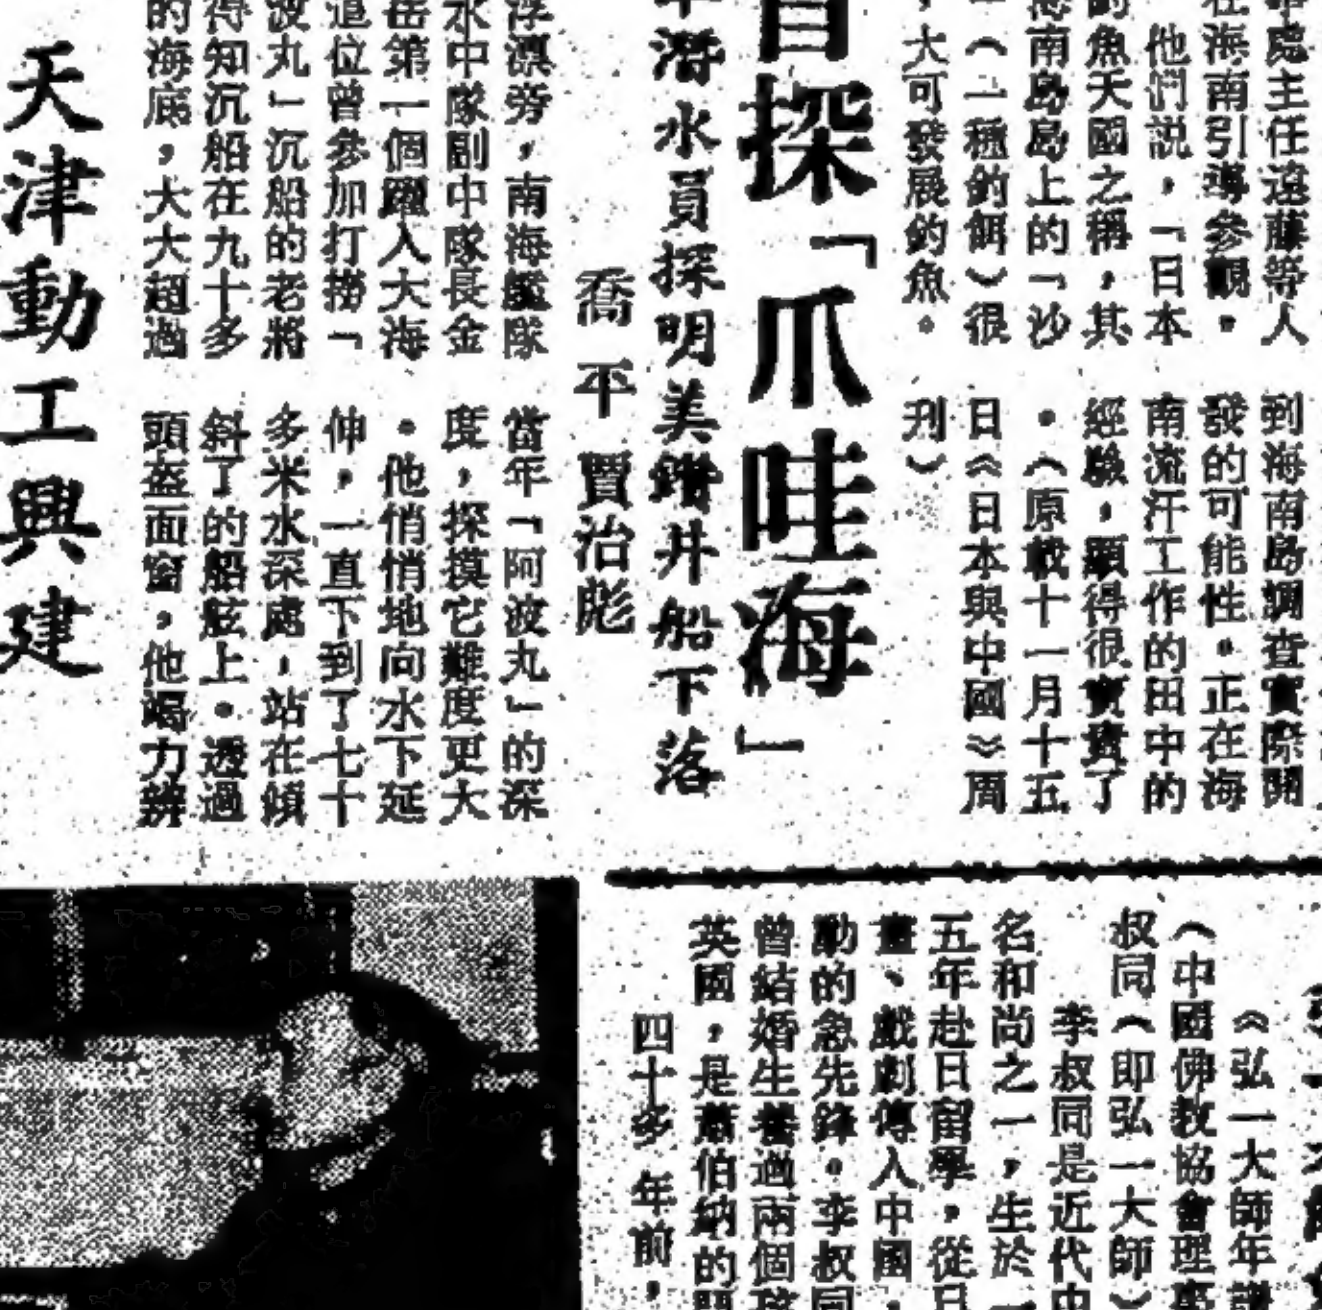 處主任遠藤等人
在海南引導參觀。
他們説，「日本
釣魚天國之稱，其
海南島島上的「沙
（一種釣餌）很
，大可發展釣魚。
到海南島調查實際開
發的可能性。正在海
南流汗工作的田中的
經驗，顯得很寶貴了
。（原載十一月十五
日《日本與中國》周
刊）
首探「爪哇海」
潛水員探明美鑽井船下落
喬平 賈治彪
浮漂旁，南海艦隊
水中隊副中隊長金
岳第一個躍入大海
這位曾參加打撈「
波丸」沉船的老將
得知沉船在九十多
的海底，大大超過
當年「阿波丸」的深
度，探摸它難度更大
。他悄悄地向水下延
伸，一直下到了七十
多米水深處，站在傾
斜了的船舷上。透過
頭盔面窗，他竭力辨
天津動工興建
《弘一大師年譜
（中國佛教協會理事
叔同（即弘一大師）
李叔同是近代中
名和尚之一，生於一
五年赴日留學，從日
畫、戲劇傳入中國，
動的急先鋒。李叔同
曾結婚生養過兩個孩
英國，是蕭伯納的
四十多年前，